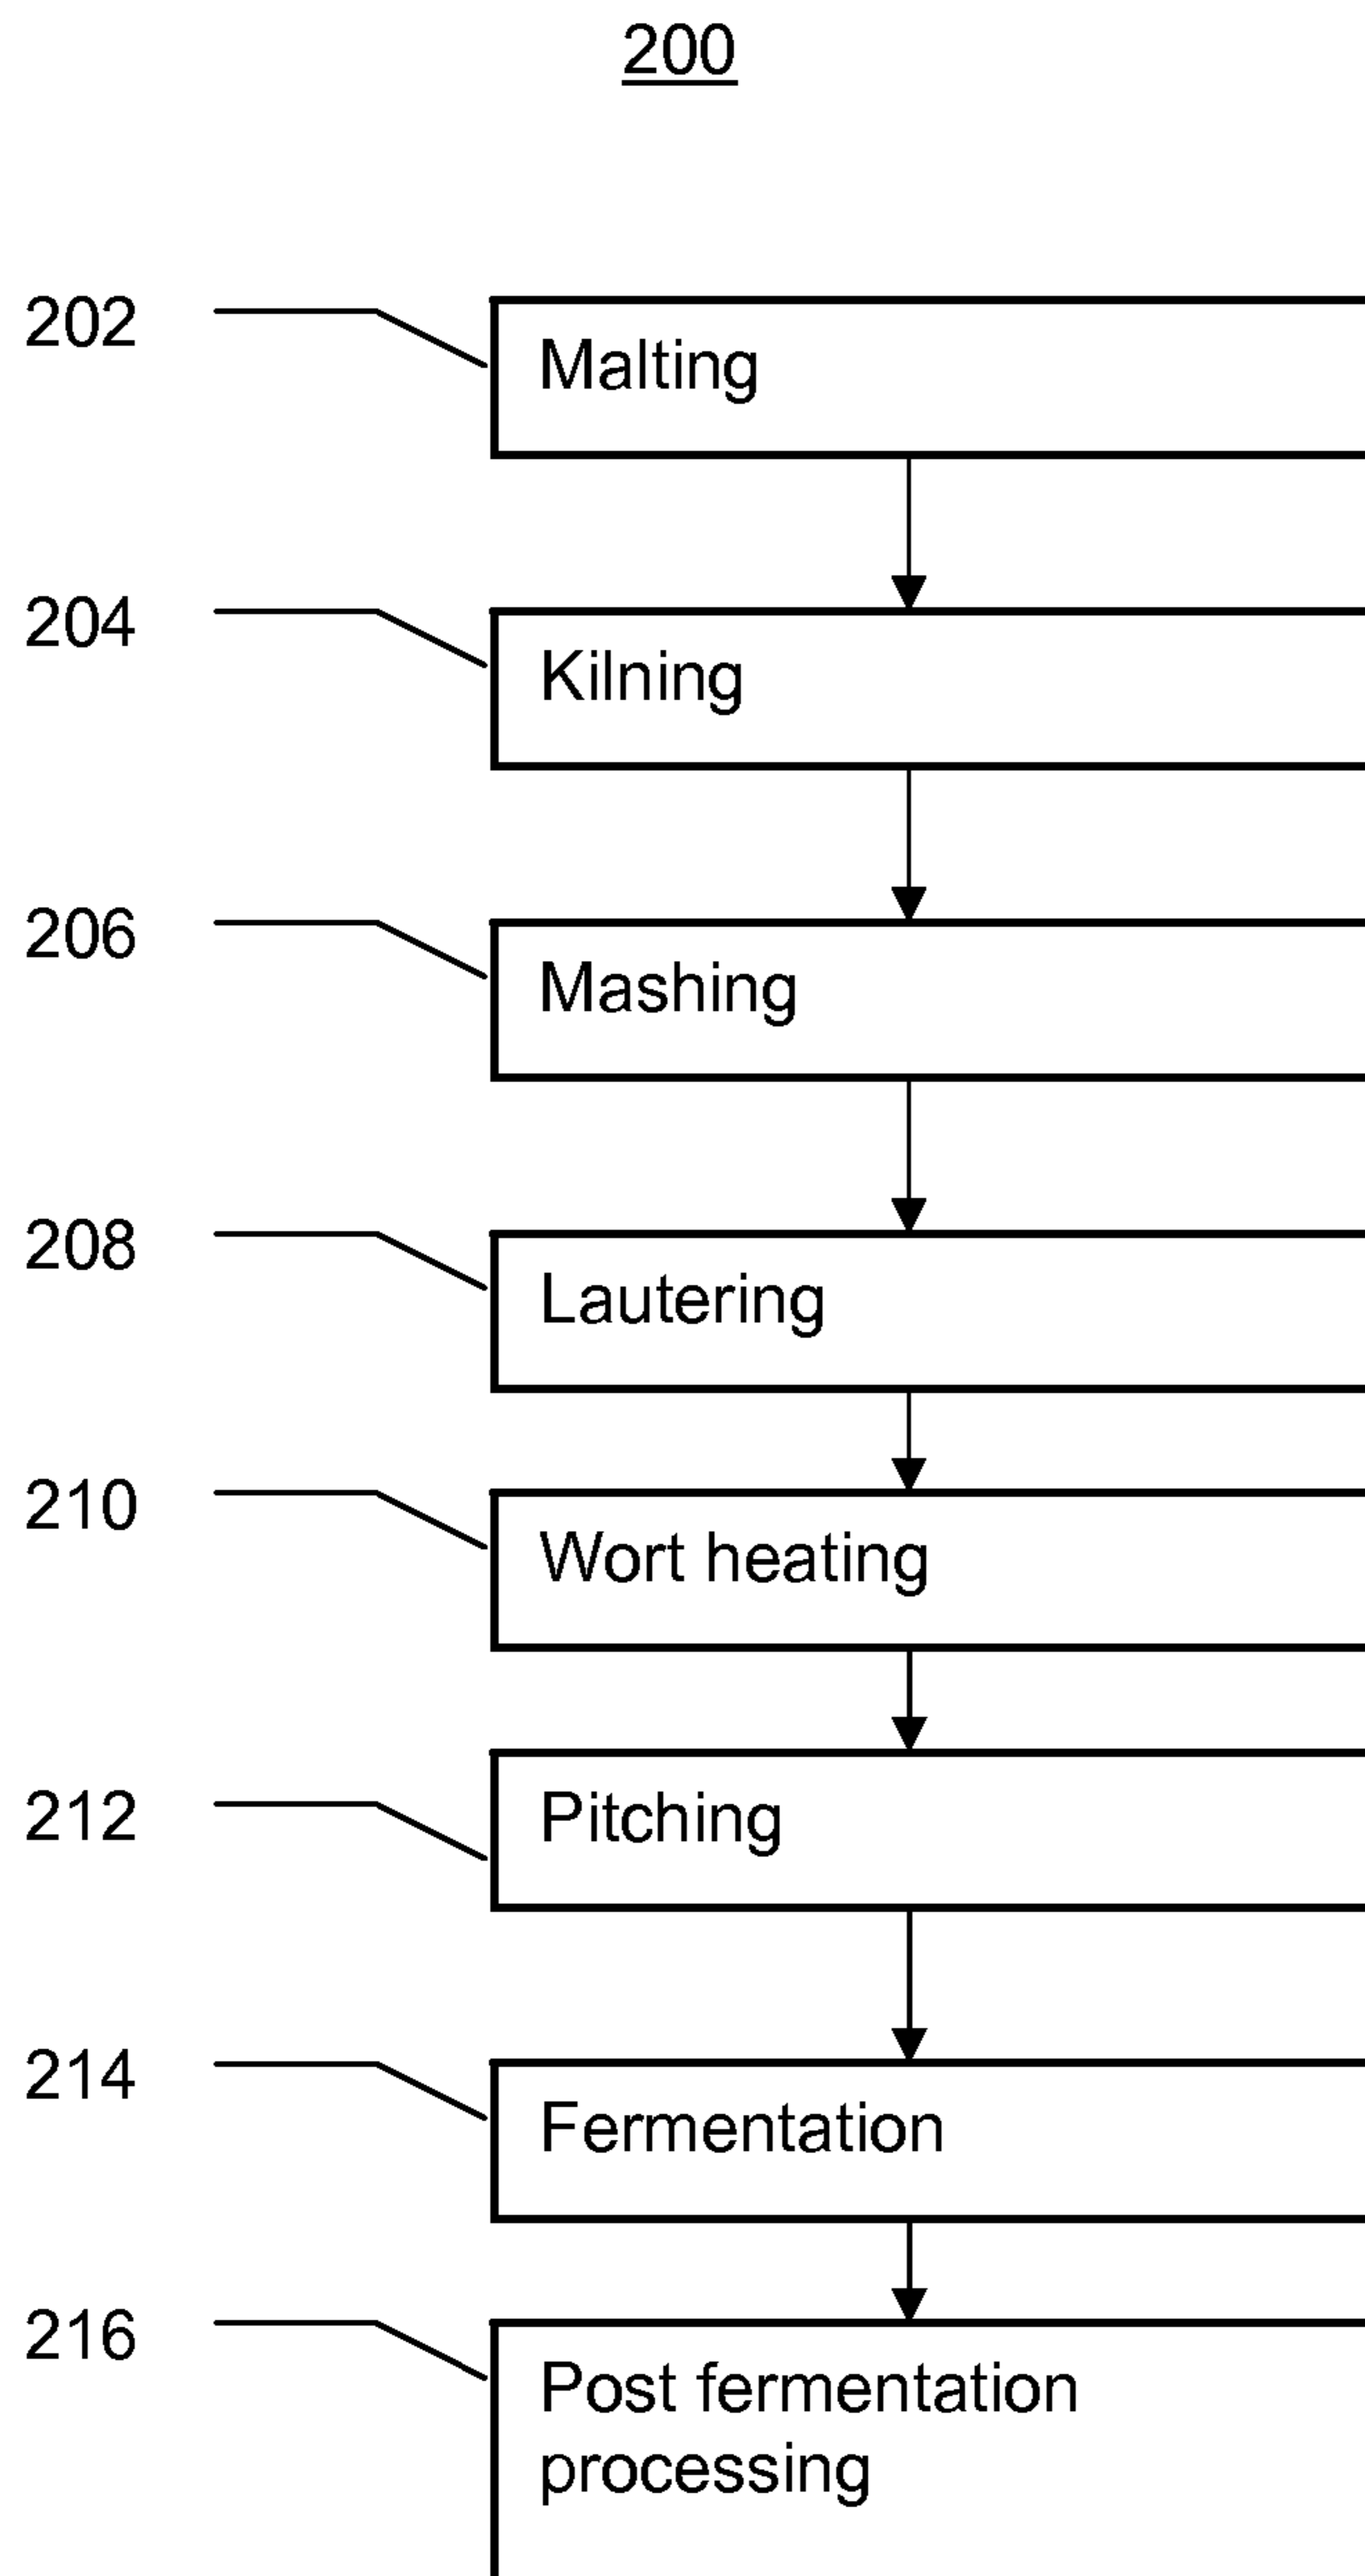 200
202
Malting
204
Kilning
206
Mashing
208
Lautering
210
Wort heating
212
Pitching
214
Fermentation
216
Post fermentation
processing